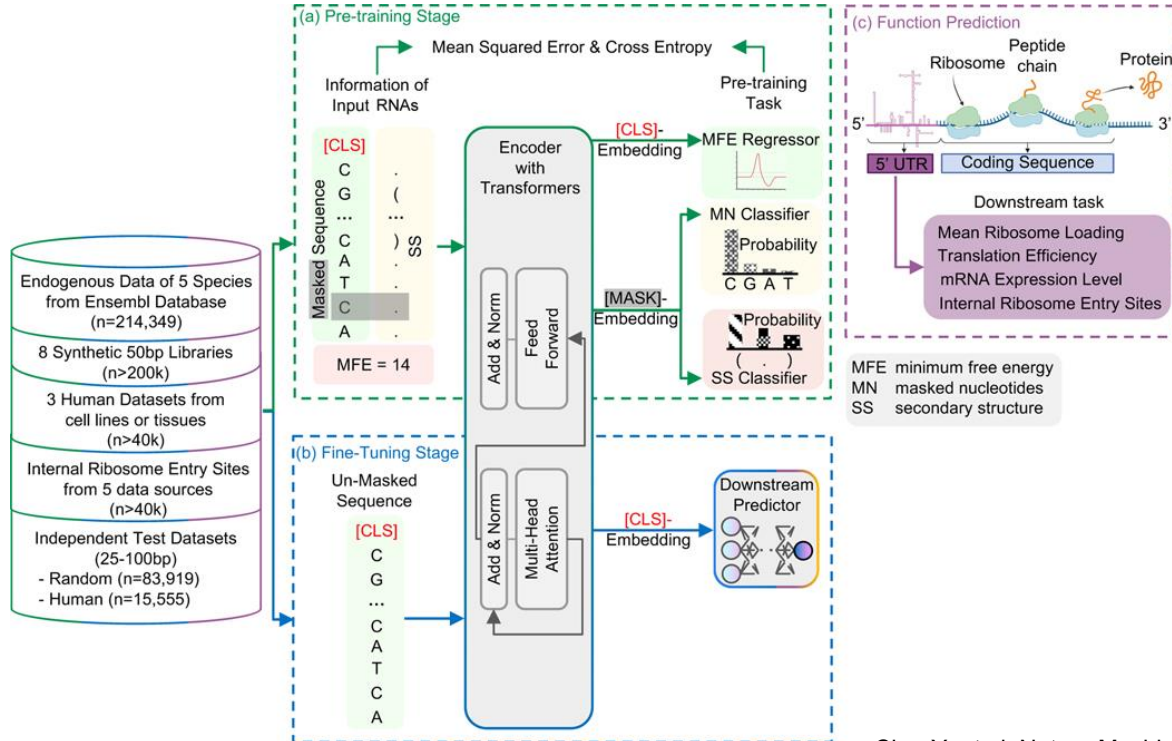 (a) Pre-training Stage
Mean Squared Error & Cross Entropy
Information of
Input RNAs
Pre-training
Task
[CLS]
C
G
...
C
A
T
C
A
Masked Sequence
.
(
...
)
.
.
.
.
SS
MFE = 14
Encoder
with
Transformers
Add & Norm
Feed
Forward
Add & Norm
Multi-Head
Attention
[CLS]-
Embedding
MFE Regressor
[MASK]-
Embedding
MN Classifier
Probability
C G A T
Probability
( . )
SS Classifier
Endogenous Data of 5 Species
from Ensembl Database
(n=214,349)
8 Synthetic 50bp Libraries
(n>200k)
3 Human Datasets from
cell lines or tissues
(n>40k)
Internal Ribosome Entry Sites
from 5 data sources
(n>40k)
Independent Test Datasets
(25-100bp)
- Random (n=83,919)
- Human (n=15,555)
(b) Fine-Tuning Stage
Un-Masked
Sequence
[CLS]
C
G
...
C
A
T
C
A
[CLS]-
Embedding
Downstream
Predictor
(c) Function Prediction
Ribosome
Peptide
chain
Protein
5'
3'
5' UTR
Coding Sequence
Downstream task
Mean Ribosome Loading
Translation Efficiency
mRNA Expression Level
Internal Ribosome Entry Sites
MFE minimum free energy
MN masked nucleotides
SS secondary structure